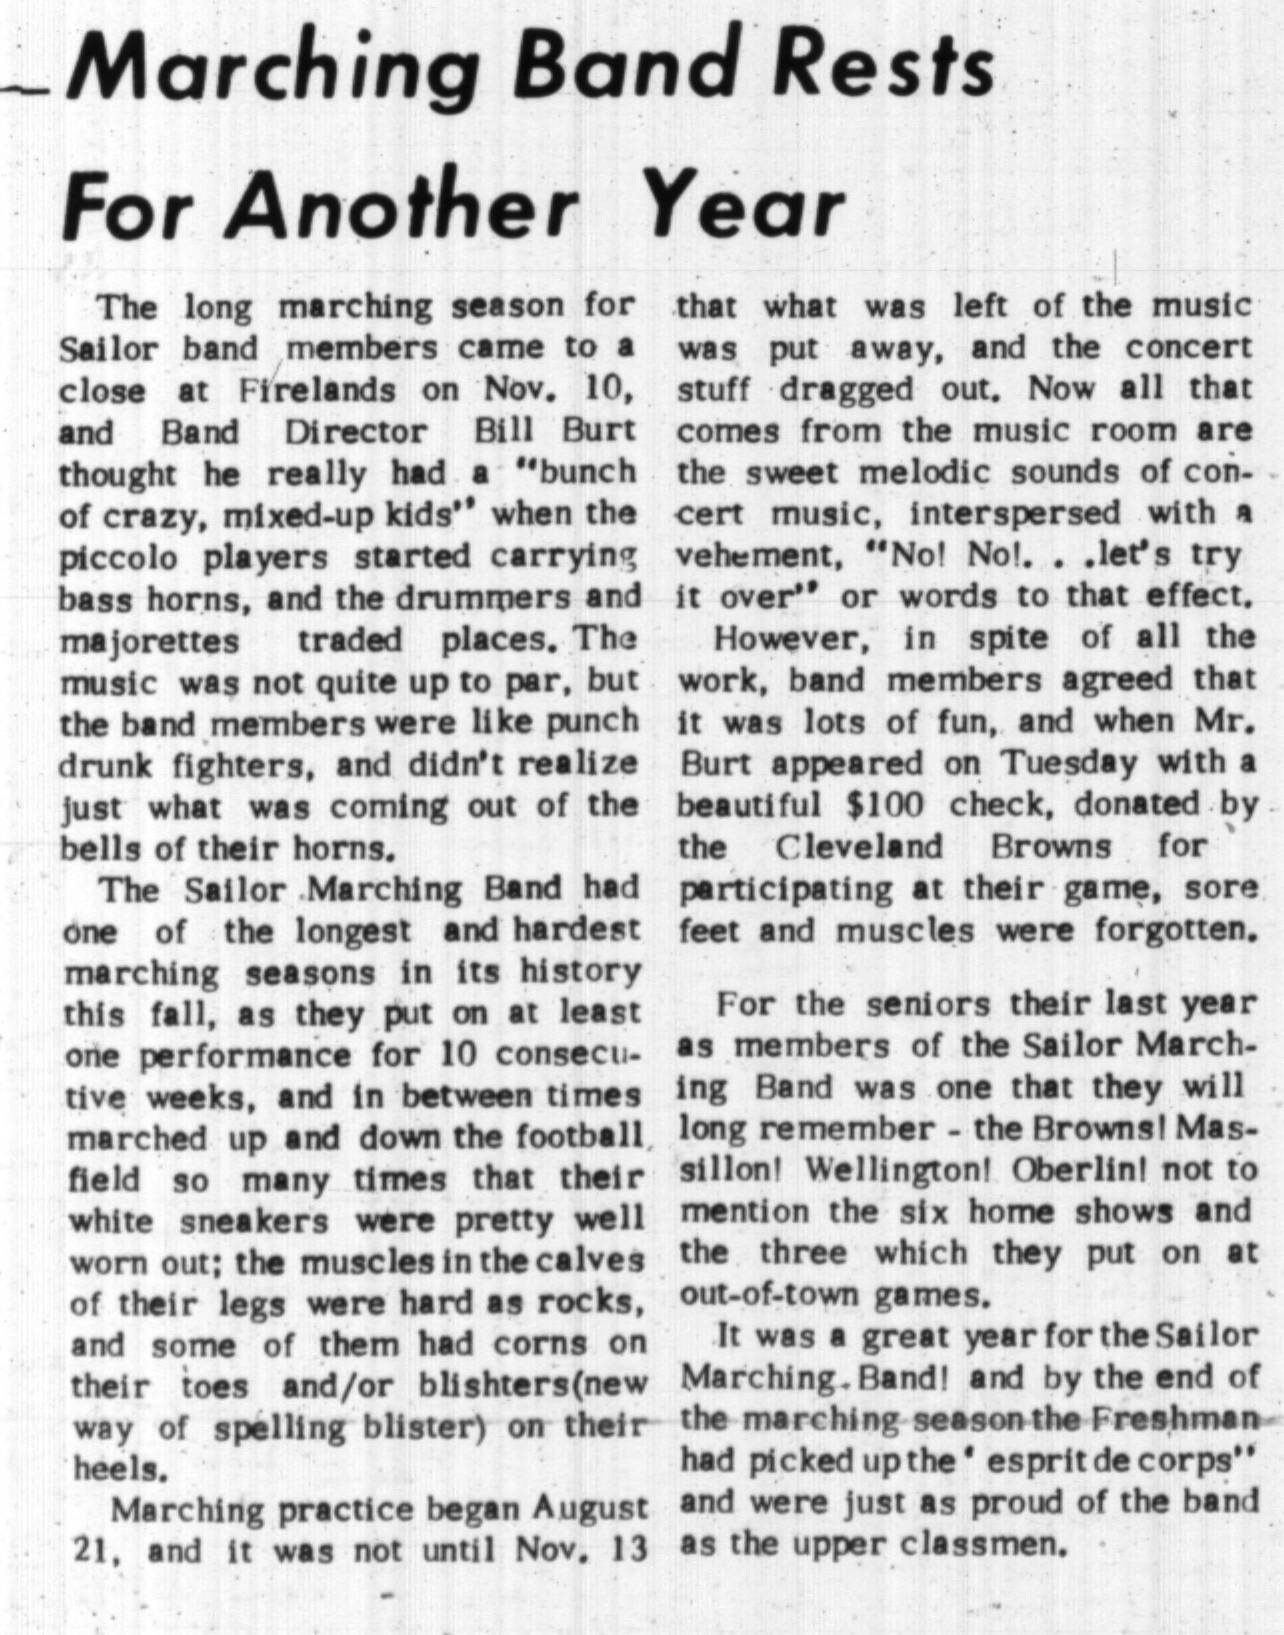 Marching Band Rests
For Another Year
The long marching season for
Sailor band members came to a
close at Firelands on Nov. 10,
and Band Director Bill Burt
thought he really had a "bunch
of crazy, mixed-up kids" when the
piccolo players started carrying
bass horns, and the drummers and
majorettes traded places. The
music was not quite up to par, but
the band members were like punch
drunk fighters, and didn't realize
just what was coming out of the
bells of their horns.
The Sailor Marching Band had
one of the longest and hardest
marching seasons in its history
this fall, as they put on at least
one performance for 10 consecu-
tive weeks, and in between times
marched up and down the football
field so many times that their
white sneakers were pretty well
worn out; the muscles in the calves
of their legs were hard as rocks,
and some of them had corns on
their toes and/or blishters(new
way of spelling blister) on their
heels.
Marching practice began August
21, and it was not until Nov. 13
that what was left of the music
was put away, and the concert
stuff dragged out. Now all that
comes from the music room are
the sweet melodic sounds of con-
cert music, interspersed with a
vehement, "No! No!. . .let's try
it over" or words to that effect.
However, in spite of all the
work, band members agreed that
it was lots of fun, and when Mr.
Burt appeared on Tuesday with a
beautiful $100 check, donated by
the Cleveland Browns for
participating at their game, sore
feet and muscles were forgotten.
For the seniors their last year
as members of the Sailor March-
ing Band was one that they will
long remember - the Browns! Mas-
sillon! Wellington! Oberlin! not to
mention the six home shows and
the three which they put on at
out-of-town games.
It was a great year for the Sailor
Marching Band! and by the end of
the marching season the Freshman
had picked up the ' esprit de corps"
and were just as proud of the band
as the upper classmen.